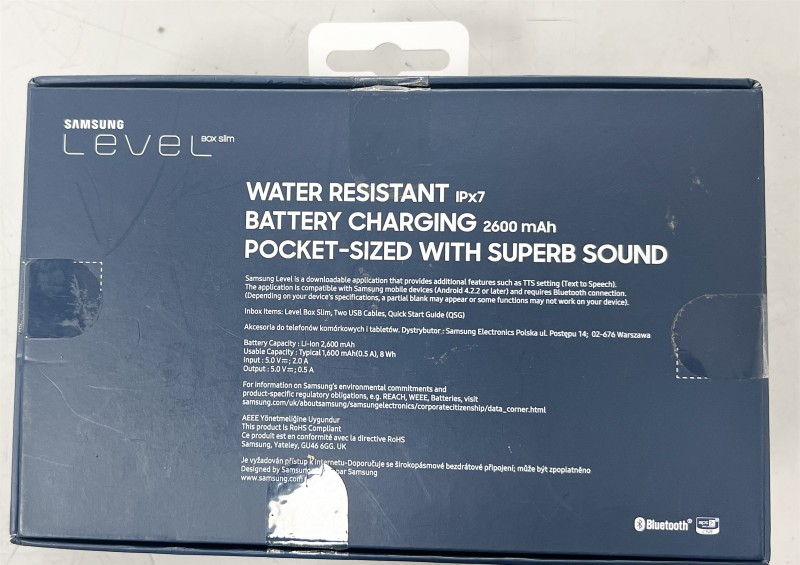 SAMSUNG
LEVEL BOX Slim
WATER RESISTANT IPx7
BATTERY CHARGING 2600 mAh
POCKET-SIZED WITH SUPERB SOUND
Samsung Level is a downloadable application that provides additional features such as TTS setting (Text to Speech).
The application is compatible with Samsung mobile devices (Android 4.2.2 or later) and requires Bluetooth connection.
(Depending on your device's specifications, a partial blank may appear or some functions may not work on your device).
Inbox Items: Level Box Slim, Two USB Cables, Quick Start Guide (QSG)
Akcesoria do telefonów komórkowych i tabletów. Dystrybutor : Samsung Electronics Polska ul. Postępu 14; 02-676 Warszawa
Battery Capacity : Li-Ion 2,600 mAh
Usable Capacity : Typical 1,600 mAh(0.5 A), 8 Wh
Input : 5.0 V⎓; 2.0 A
Output : 5.0 V⎓; 0.5 A
For information on Samsung's environmental commitments and
product-specific regulatory obligations, e.g. REACH, WEEE, Batteries, visit
samsung.com/uk/aboutsamsung/samsungelectronics/corporatecitizenship/data_corner.html
AEEE Yönetmeliğine Uygundur
This product is RoHS Compliant
Ce produit est en conformité avec la directive RoHS
Samsung, Yateley, GU46 6GG. UK
Je vyžadován přístup k internetu-Doporučuje se širokopásmové bezdrátové připojení; může být zpoplatněno
Designed by Samsung par Samsung
www.samsung.com
Bluetooth®